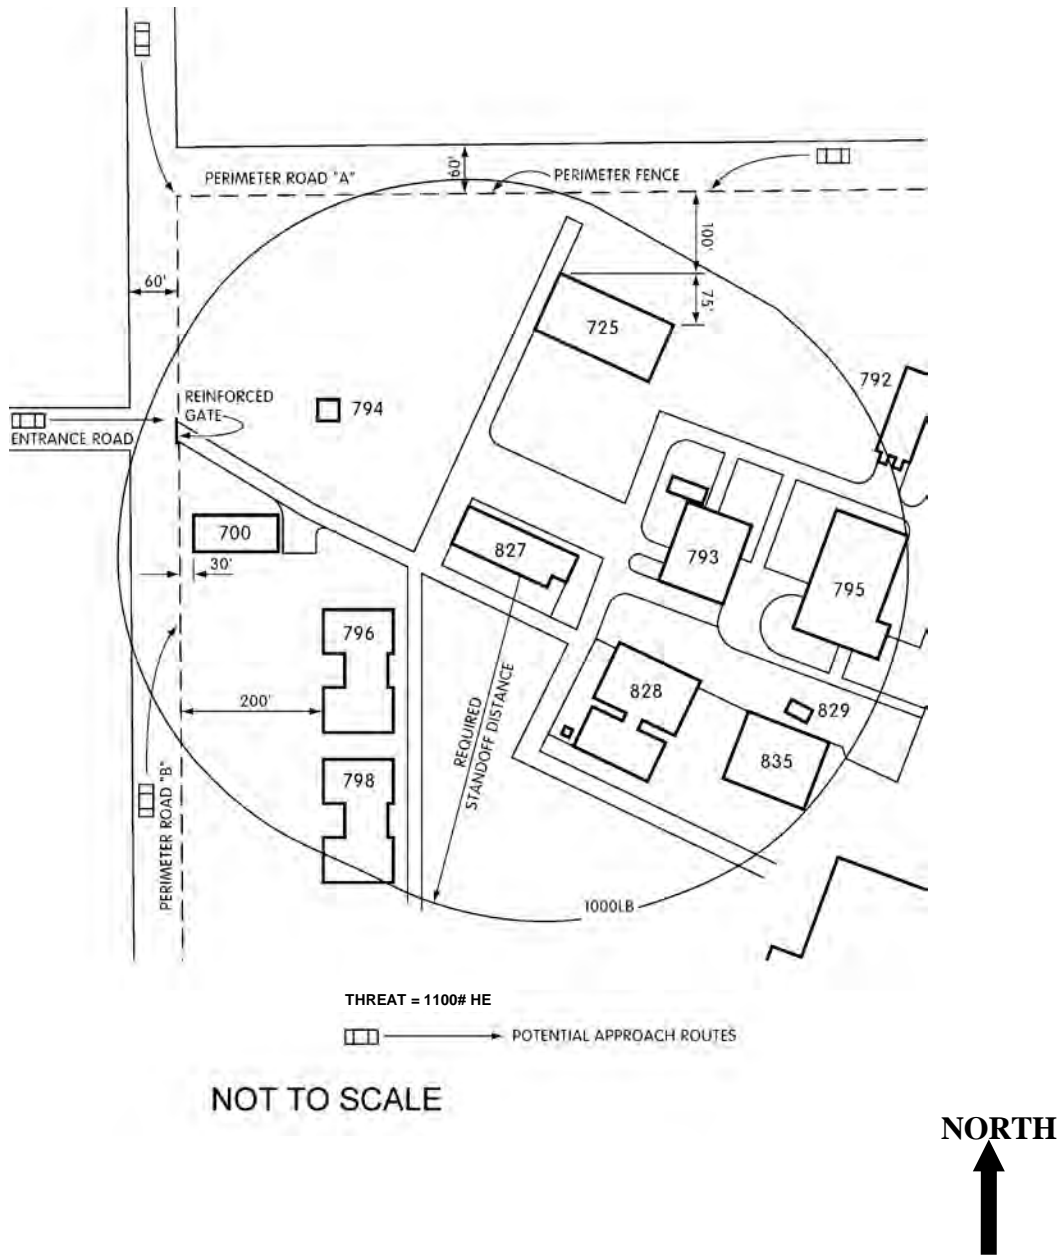 60'
PERIMETER ROAD "A"
PERIMETER FENCE
100'
60'
75'
725
792
REINFORCED
GATE
794
ENTRANCE ROAD
700
827
793
795
30'
796
200'
828
829
835
REQUIRED
STANDOFF DISTANCE
798
PERIMETER ROAD "B"
1000LB
THREAT = 1100# HE
POTENTIAL APPROACH ROUTES
NOT TO SCALE
NORTH